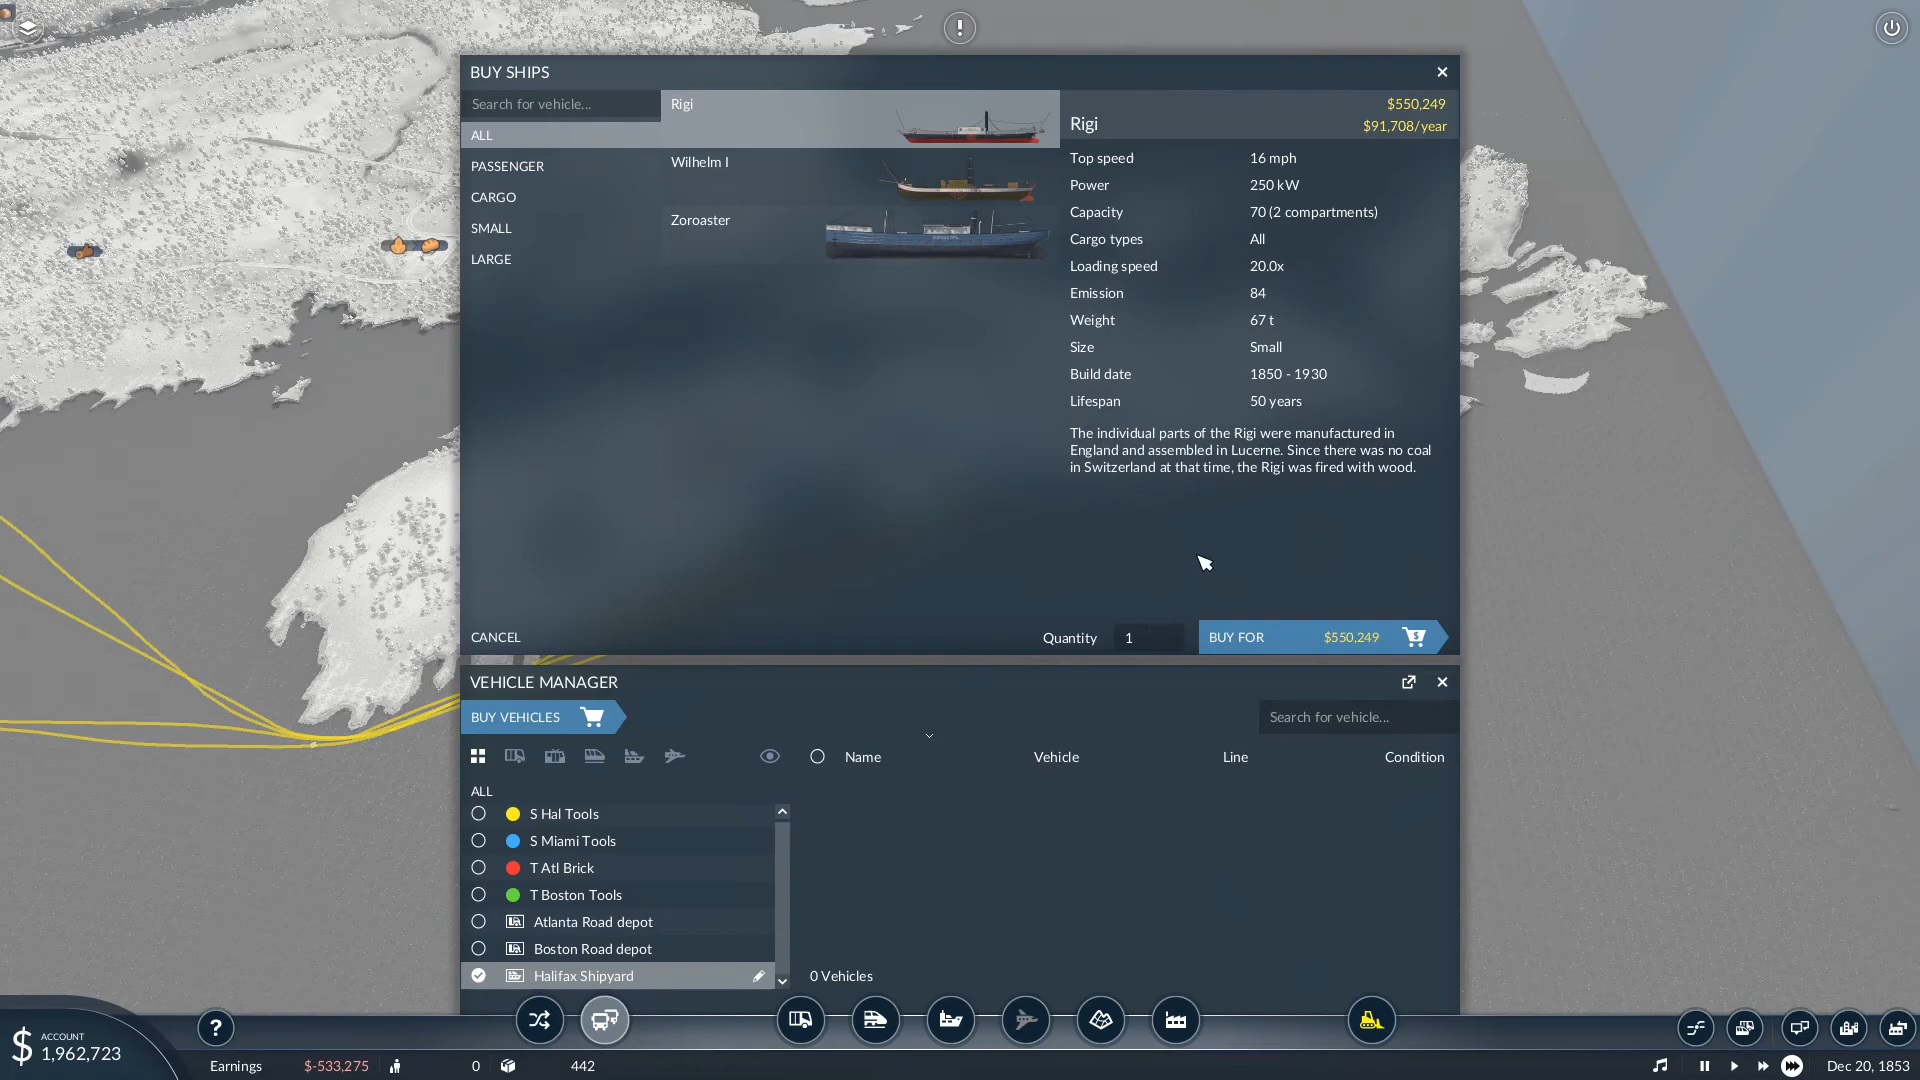 BUY SHIPS
Search for vehicle...
ALL
PASSENGER
CARGO
SMALL
LARGE
Rigi
Wilhelm I
Zoroaster
$550,249
Rigi
$91,708/year
Top speed 16 mph
Power 250 kW
Capacity 70 (2 compartments)
Cargo types All
Loading speed 20.0x
Emission 84
Weight 67 t
Size Small
Build date 1850 - 1930
Lifespan 50 years
The individual parts of the Rigi were manufactured in
England and assembled in Lucerne. Since there was no coal
in Switzerland at that time, the Rigi was fired with wood.
CANCEL
Quantity 1
BUY FOR $550,249
VEHICLE MANAGER
BUY VEHICLES
Search for vehicle...
Name Vehicle Line Condition
ALL
S Hal Tools
S Miami Tools
T Atl Brick
T Boston Tools
Atlanta Road depot
Boston Road depot
Halifax Shipyard
0 Vehicles
$ ACCOUNT
1,962,723
?
Earnings $-533,275 0 442
Dec 20, 1853